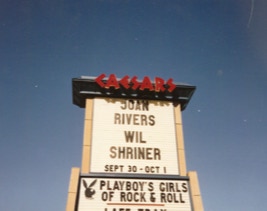 CAESARS
JOAN
RIVERS
WIL
SHRINER
SEPT 30 - OCT 1
PLAYBOY'S GIRLS
OF ROCK & ROLL